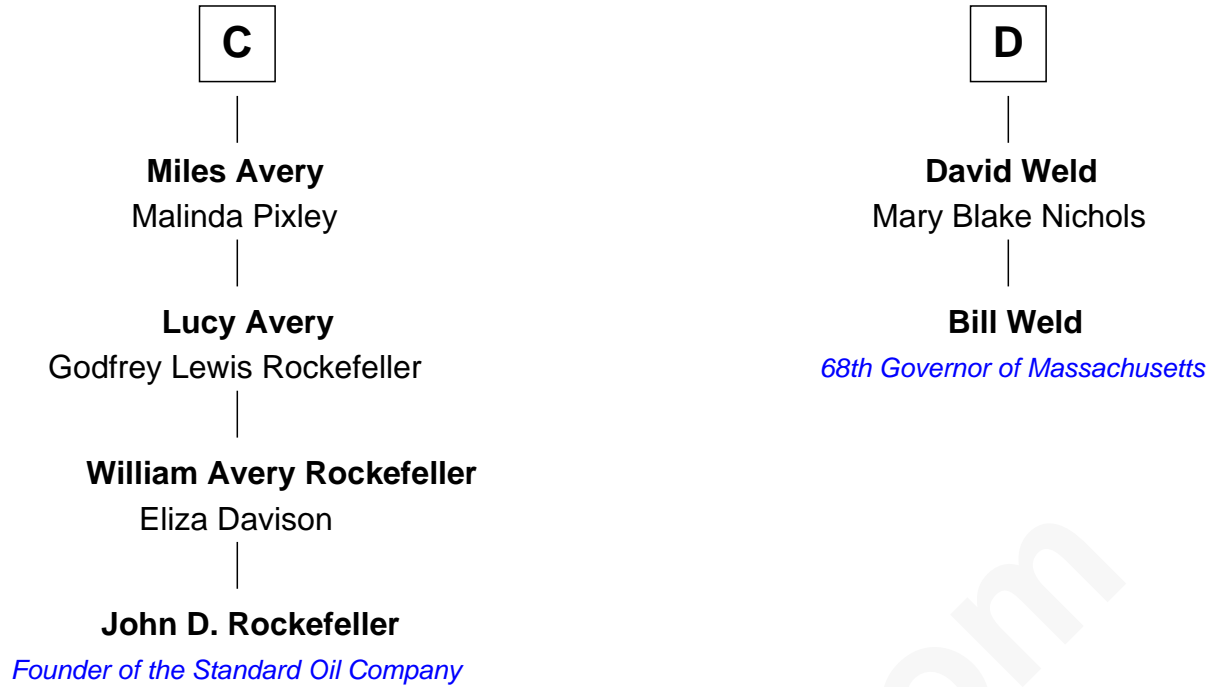 C
Miles Avery
Malinda Pixley
Lucy Avery
Godfrey Lewis Rockefeller
William Avery Rockefeller
Eliza Davison
John D. Rockefeller
Founder of the Standard Oil Company
D
David Weld
Mary Blake Nichols
Bill Weld
68th Governor of Massachusetts
om